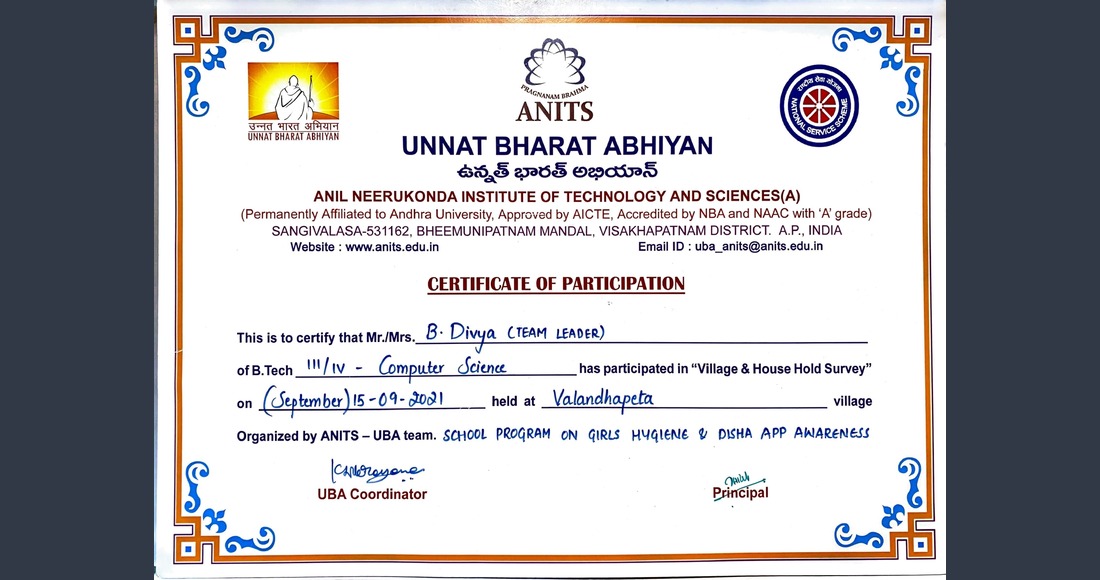 उन्नत भारत अभियान
UNNAT BHARAT ABHIYAN
PRAGNANAM BRAHMA
ANITS
राष्ट्रीय सेवा योजना
NATIONAL SERVICE SCHEME
UNNAT BHARAT ABHIYAN
ఉన్నత్ భారత్ అభియాన్
ANIL NEERUKONDA INSTITUTE OF TECHNOLOGY AND SCIENCES(A)
(Permanently Affiliated to Andhra University, Approved by AICTE, Accredited by NBA and NAAC with ‘A’ grade)
SANGIVALASA-531162, BHEEMUNIPATNAM MANDAL, VISAKHAPATNAM DISTRICT. A.P., INDIA
Website : www.anits.edu.in Email ID : uba_anits@anits.edu.in
CERTIFICATE OF PARTICIPATION
This is to certify that Mr./Mrs. B. Divya (TEAM LEADER)
of B.Tech III/IV - Computer Science has participated in “Village & House Hold Survey”
on (September) 15-09-2021 held at Valandhapeta village
Organized by ANITS – UBA team. SCHOOL PROGRAM ON GIRLS HYGIENE & DISHA APP AWARENESS
UBA Coordinator Principal